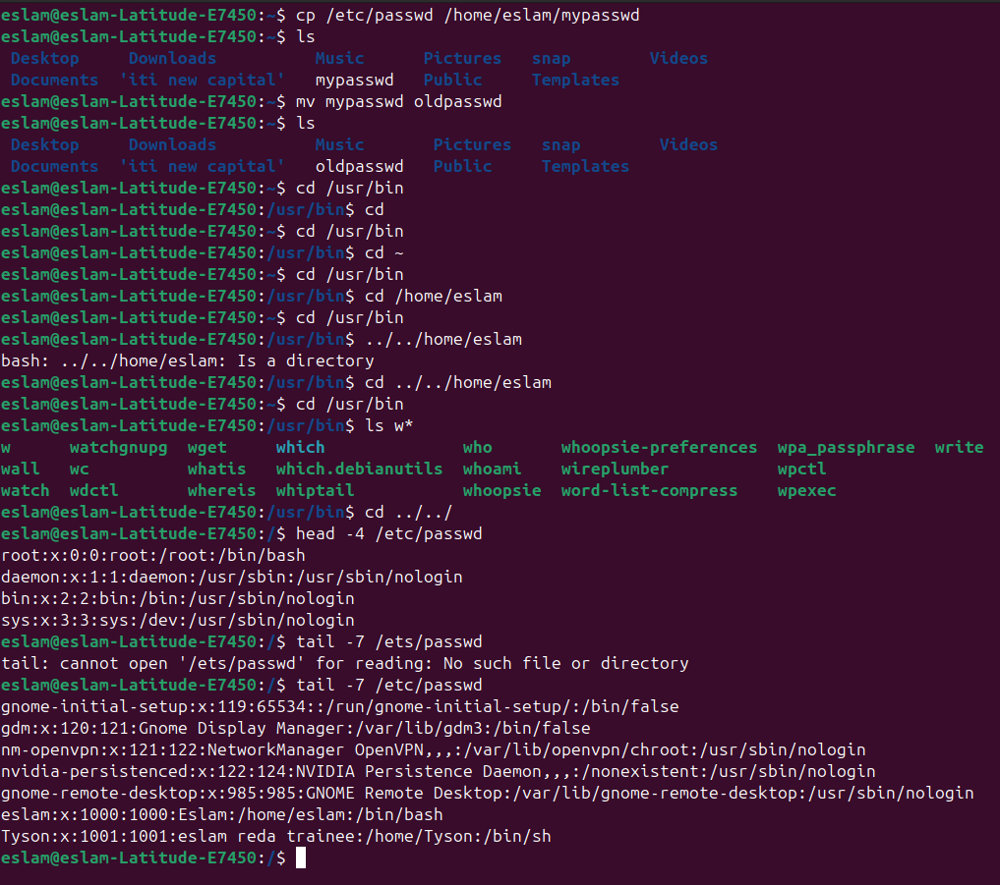 eslam@eslam-Latitude-E7450:~$ cp /etc/passwd /home/eslam/mypasswd
eslam@eslam-Latitude-E7450:~$ ls
 Desktop     Downloads          Music      Pictures   snap        Videos
 Documents  'iti new capital'   mypasswd   Public     Templates
eslam@eslam-Latitude-E7450:~$ mv mypasswd oldpasswd
eslam@eslam-Latitude-E7450:~$ ls
 Desktop     Downloads          Music       Pictures   snap        Videos
 Documents  'iti new capital'   oldpasswd   Public     Templates
eslam@eslam-Latitude-E7450:~$ cd /usr/bin
eslam@eslam-Latitude-E7450:/usr/bin$ cd
eslam@eslam-Latitude-E7450:~$ cd /usr/bin
eslam@eslam-Latitude-E7450:/usr/bin$ cd ~
eslam@eslam-Latitude-E7450:~$ cd /usr/bin
eslam@eslam-Latitude-E7450:/usr/bin$ cd /home/eslam
eslam@eslam-Latitude-E7450:~$ cd /usr/bin
eslam@eslam-Latitude-E7450:/usr/bin$ ../../home/eslam
bash: ../../home/eslam: Is a directory
eslam@eslam-Latitude-E7450:/usr/bin$ cd ../../home/eslam
eslam@eslam-Latitude-E7450:~$ cd /usr/bin
eslam@eslam-Latitude-E7450:/usr/bin$ ls w*
w      watchgnupg  wget     which              who      whoopsie-preferences  wpa_passphrase  write
wall   wc          whatis   which.debianutils  whoami   wireplumber           wpctl
watch  wdctl       whereis  whiptail           whoopsie  word-list-compress    wpexec
eslam@eslam-Latitude-E7450:/usr/bin$ cd ../../
eslam@eslam-Latitude-E7450:/$ head -4 /etc/passwd
root:x:0:0:root:/root:/bin/bash
daemon:x:1:1:daemon:/usr/sbin:/usr/sbin/nologin
bin:x:2:2:bin:/bin:/usr/sbin/nologin
sys:x:3:3:sys:/dev:/usr/sbin/nologin
eslam@eslam-Latitude-E7450:/$ tail -7 /ets/passwd
tail: cannot open '/ets/passwd' for reading: No such file or directory
eslam@eslam-Latitude-E7450:/$ tail -7 /etc/passwd
gnome-initial-setup:x:119:65534::/run/gnome-initial-setup/:/bin/false
gdm:x:120:121:Gnome Display Manager:/var/lib/gdm3:/bin/false
nm-openvpn:x:121:122:NetworkManager OpenVPN,,,:/var/lib/openvpn/chroot:/usr/sbin/nologin
nvidia-persistenced:x:122:124:NVIDIA Persistence Daemon,,,:/nonexistent:/usr/sbin/nologin
gnome-remote-desktop:x:985:985:GNOME Remote Desktop:/var/lib/gnome-remote-desktop:/usr/sbin/nologin
eslam:x:1000:1000:Eslam:/home/eslam:/bin/bash
Tyson:x:1001:1001:eslam reda trainee:/home/Tyson:/bin/sh
eslam@eslam-Latitude-E7450:/$